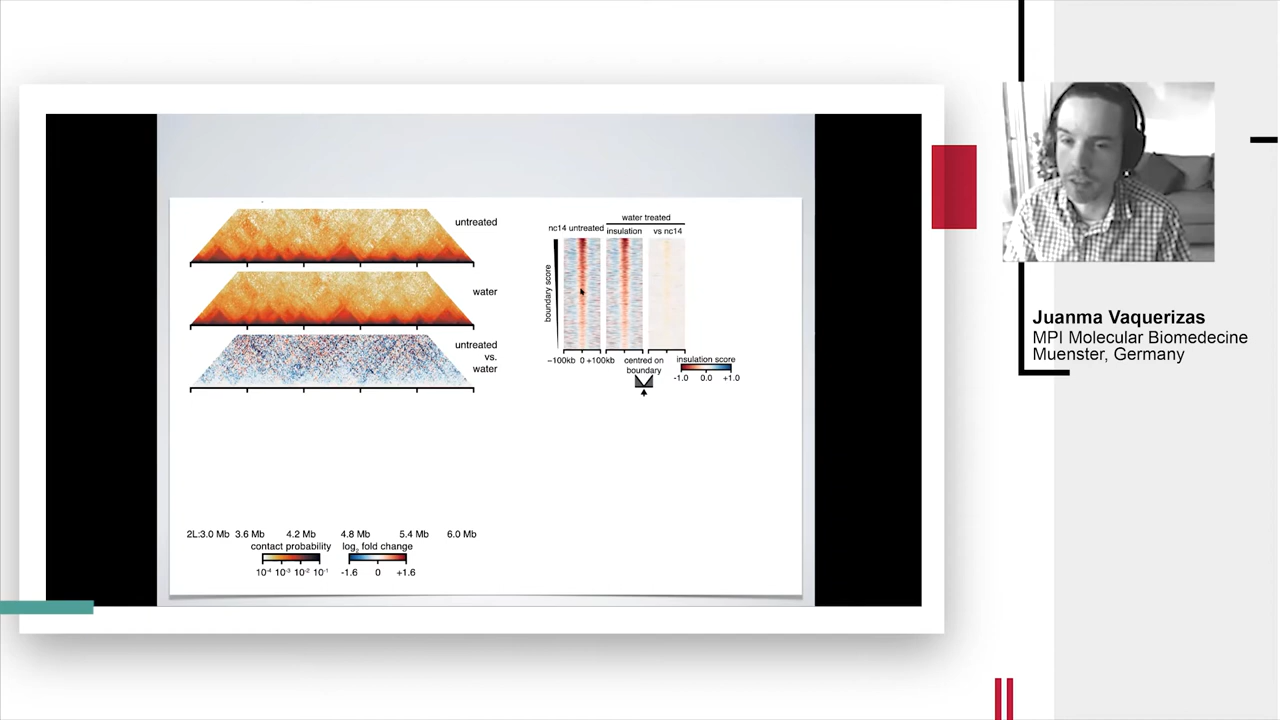 untreated
water
untreated
vs.
water
water treated
nc14 untreated
insulation
vs nc14
boundary score
−100kb 0 +100kb
centred on
boundary
insulation score
-1.0 0.0 +1.0
2L:3.0 Mb 3.6 Mb 4.2 Mb 4.8 Mb 5.4 Mb 6.0 Mb
contact probability
10-4 10-3 10-2 10-1
log2 fold change
-1.6 0 +1.6
Juanma Vaquerizas
MPI Molecular Biomedecine
Muenster, Germany